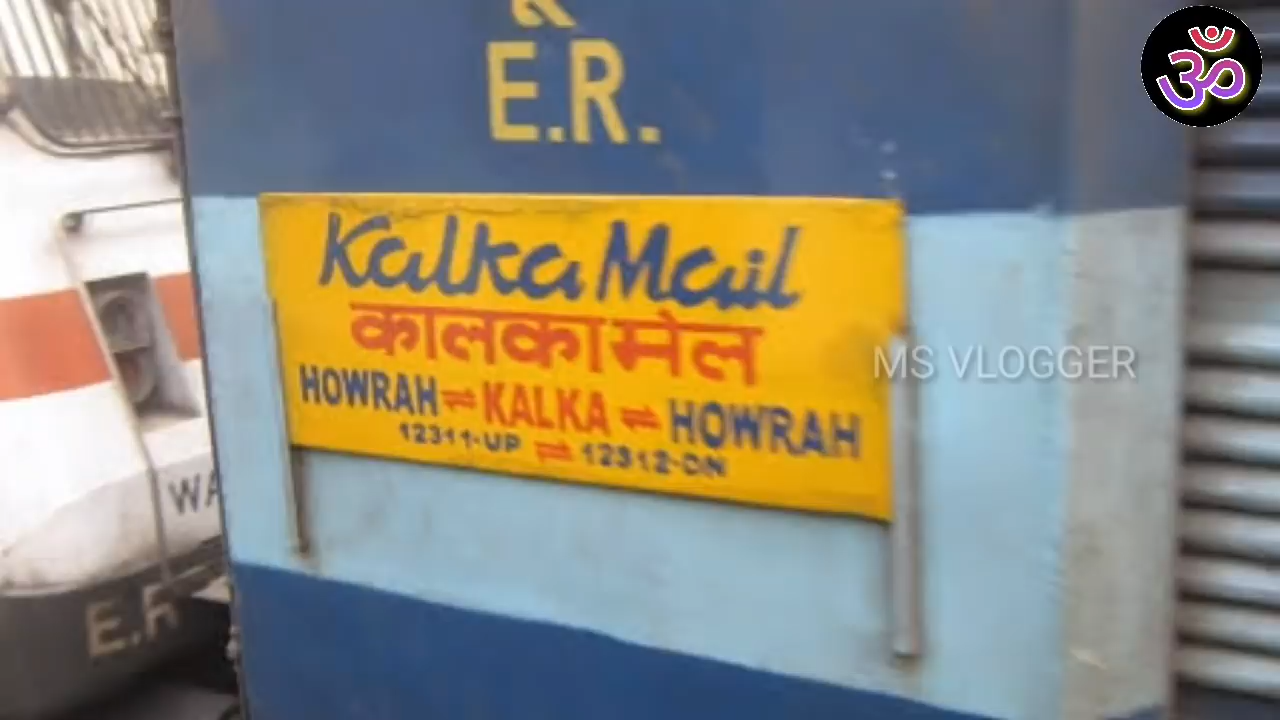 ॐ
E.R.
Kalka Mail
कालका मेल
HOWRAH ⇌ KALKA ⇌ HOWRAH
12311-UP ⇌ 12312-DN
MS VLOGGER
WA
E.R